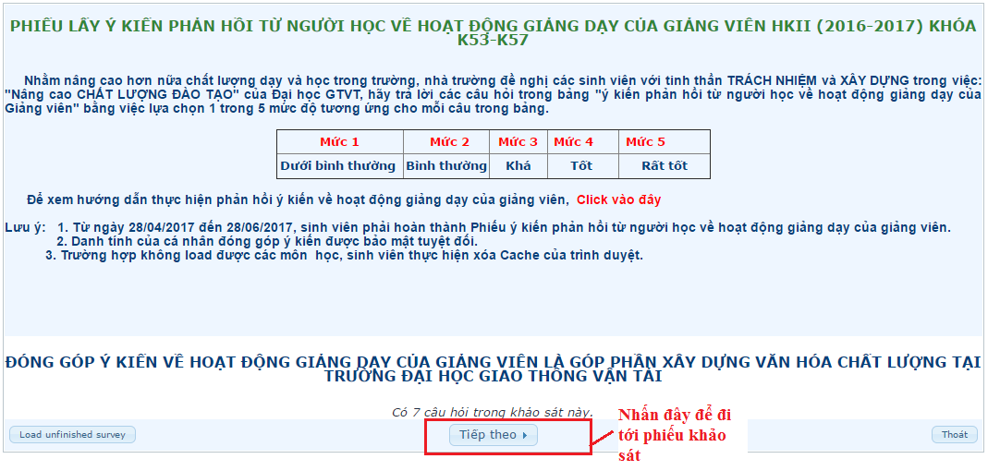 PHIẾU LẤY Ý KIẾN PHẢN HỒI TỪ NGƯỜI HỌC VỀ HOẠT ĐỘNG GIẢNG DẠY CỦA GIẢNG VIÊN HKII (2016-2017) KHÓA
K53-K57
Nhằm nâng cao hơn nữa chất lượng dạy và học trong trường, nhà trường đề nghị các sinh viên với tinh thần TRÁCH NHIỆM và XÂY DỰNG trong việc:
"Nâng cao CHẤT LƯỢNG ĐÀO TẠO" của Đại học GTVT, hãy trả lời các câu hỏi trong bảng "ý kiến phản hồi từ người học về hoạt động giảng dạy của
Giảng viên" bằng việc lựa chọn 1 trong 5 mức độ tương ứng cho mỗi câu trong bảng.
Mức 1 Mức 2 Mức 3 Mức 4 Mức 5
Dưới bình thường Bình thường Khá Tốt Rất tốt
Để xem hướng dẫn thực hiện phản hồi ý kiến về hoạt động giảng dạy của giảng viên, Click vào đây
Lưu ý: 1. Từ ngày 28/04/2017 đến 28/06/2017, sinh viên phải hoàn thành Phiếu ý kiến phản hồi từ người học về hoạt động giảng dạy của giảng viên.
2. Danh tính của cá nhân đóng góp ý kiến được bảo mật tuyệt đối.
3. Trường hợp không load được các môn học, sinh viên thực hiện xóa Cache của trình duyệt.
ĐÓNG GÓP Ý KIẾN VỀ HOẠT ĐỘNG GIẢNG DẠY CỦA GIẢNG VIÊN LÀ GÓP PHẦN XÂY DỰNG VĂN HÓA CHẤT LƯỢNG TẠI
TRƯỜNG ĐẠI HỌC GIAO THÔNG VẬN TẢI
Có 7 câu hỏi trong khảo sát này.
Load unfinished survey Tiếp theo Thoát
Nhấn đây để đi
tới phiếu khảo
sát